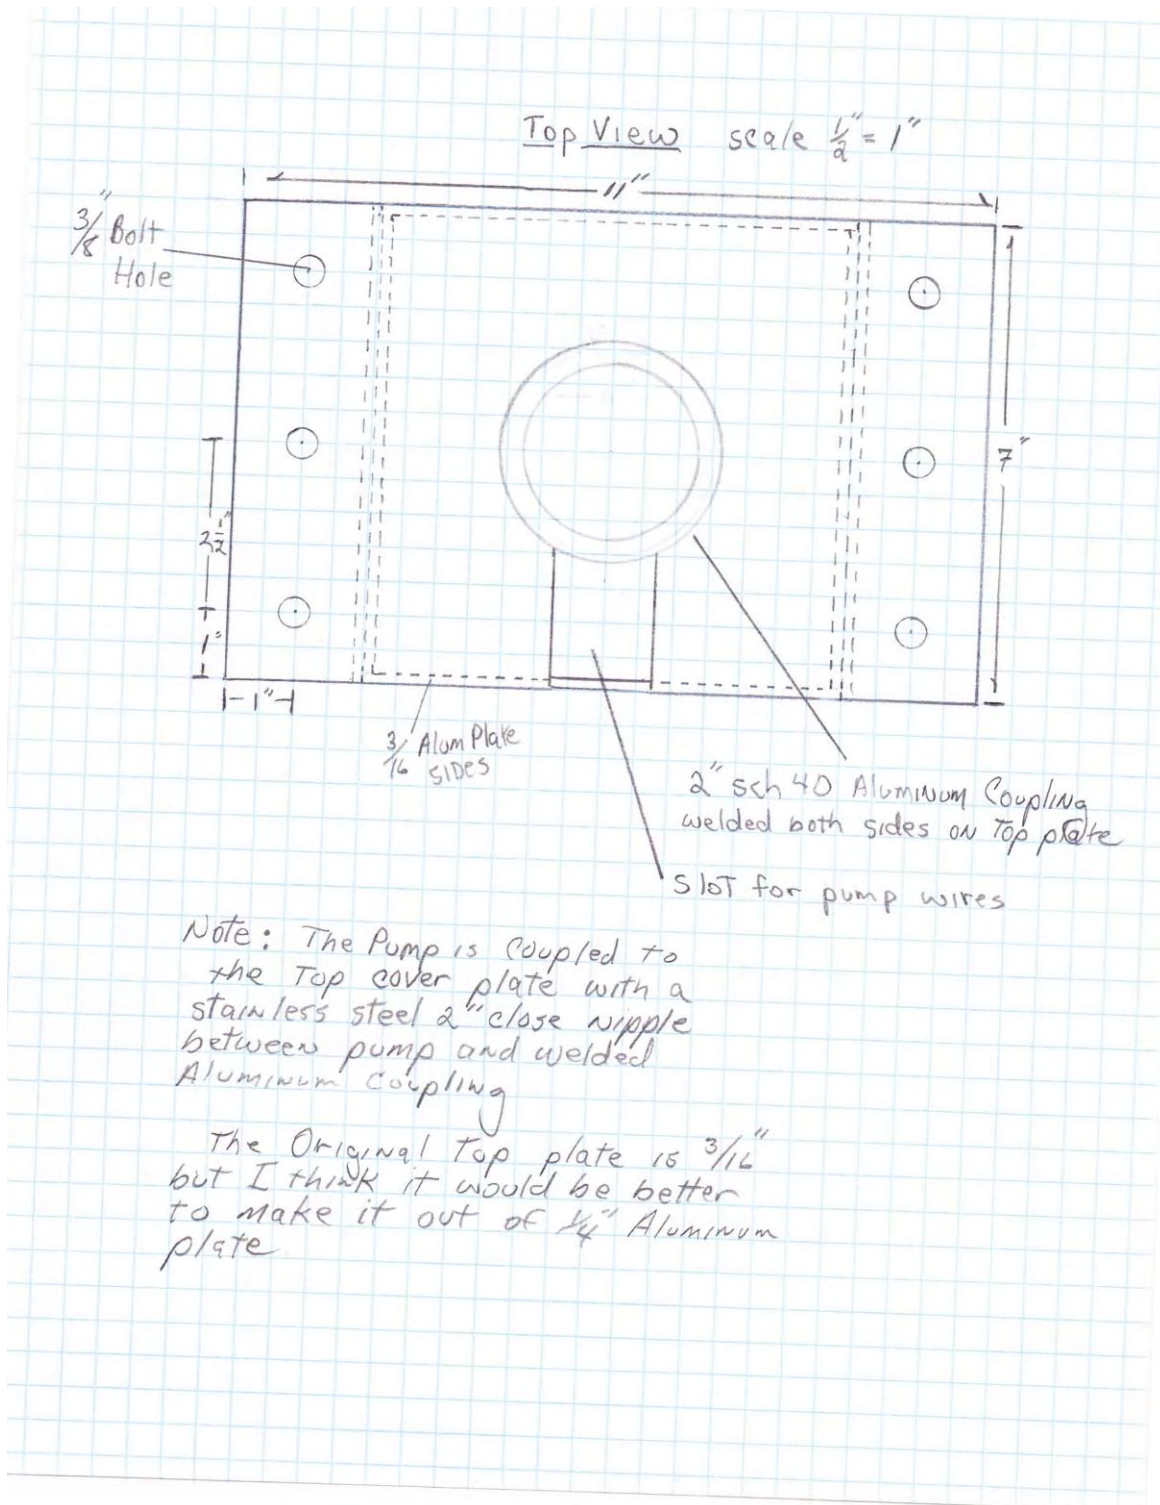 Top View scale 1/2" = 1"
11"
3/8" Bolt
Hole
7"
2 1/2"
1"
1"
3/16 Alum Plate
SIDES
2" sch 40 Aluminum Coupling
welded both sides on Top plate
Slot for pump wires
Note: The Pump is Coupled to
the Top cover plate with a
stainless steel 2" close nipple
between pump and welded
Aluminum Coupling
The Original Top plate is 3/16"
but I think it would be better
to make it out of 1/4" Aluminum
plate